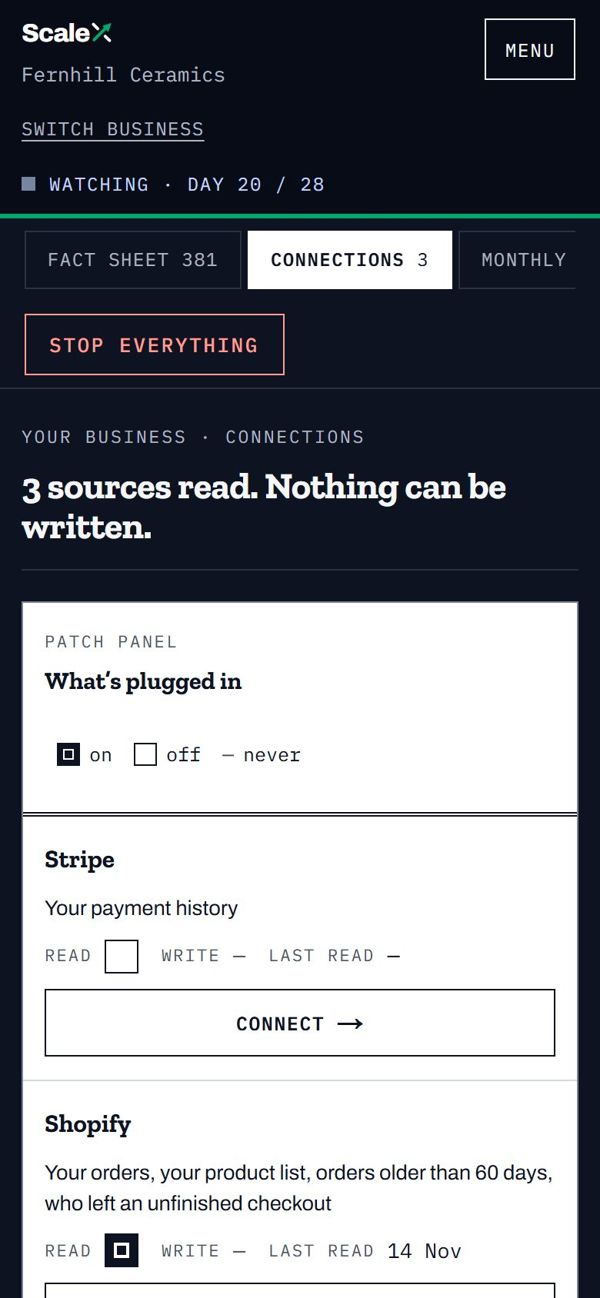 ScaleX
MENU
Fernhill Ceramics
SWITCH BUSINESS
WATCHING · DAY 20 / 28
FACT SHEET 381
CONNECTIONS 3
MONTHLY
STOP EVERYTHING
YOUR BUSINESS · CONNECTIONS
3 sources read. Nothing can be
written.
PATCH PANEL
What's plugged in
on off — never
Stripe
Your payment history
READ WRITE — LAST READ —
CONNECT →
Shopify
Your orders, your product list, orders older than 60 days,
who left an unfinished checkout
READ WRITE — LAST READ 14 Nov